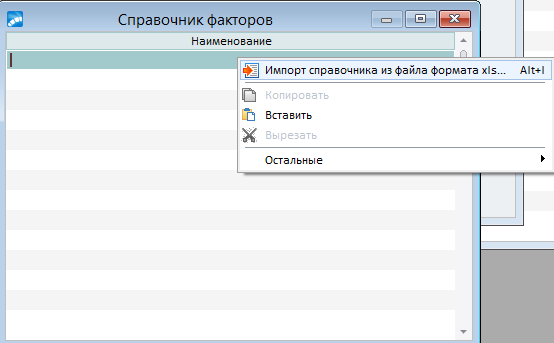 Справочник факторов
Наименование
Импорт справочника из файла формата xls... Alt+I
Копировать
Вставить
Вырезать
Остальные